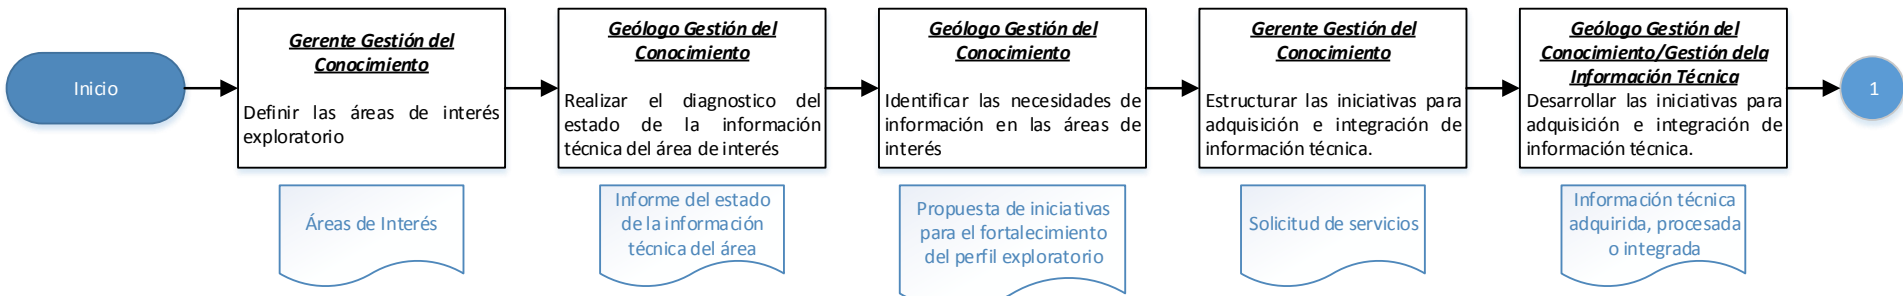 Inicio
Gerente Gestión del
Conocimiento
Definir las áreas de interés
exploratorio
Áreas de Interés
Geólogo Gestión del
Conocimiento
Realizar el diagnostico del
estado de la información
técnica del área de interés
Informe del estado
de la información
técnica del área
Geólogo Gestión del
Conocimiento
Identificar las necesidades de
información en las áreas de
interés
Propuesta de iniciativas
para el fortalecimiento
del perfil exploratorio
Gerente Gestión del
Conocimiento
Estructurar las iniciativas para
adquisición e integración de
información técnica.
Solicitud de servicios
Geólogo Gestión del
Conocimiento/Gestión dela
Información Técnica
Desarrollar las iniciativas para
adquisición e integración de
información técnica.
Información técnica
adquirida, procesada
o integrada
1